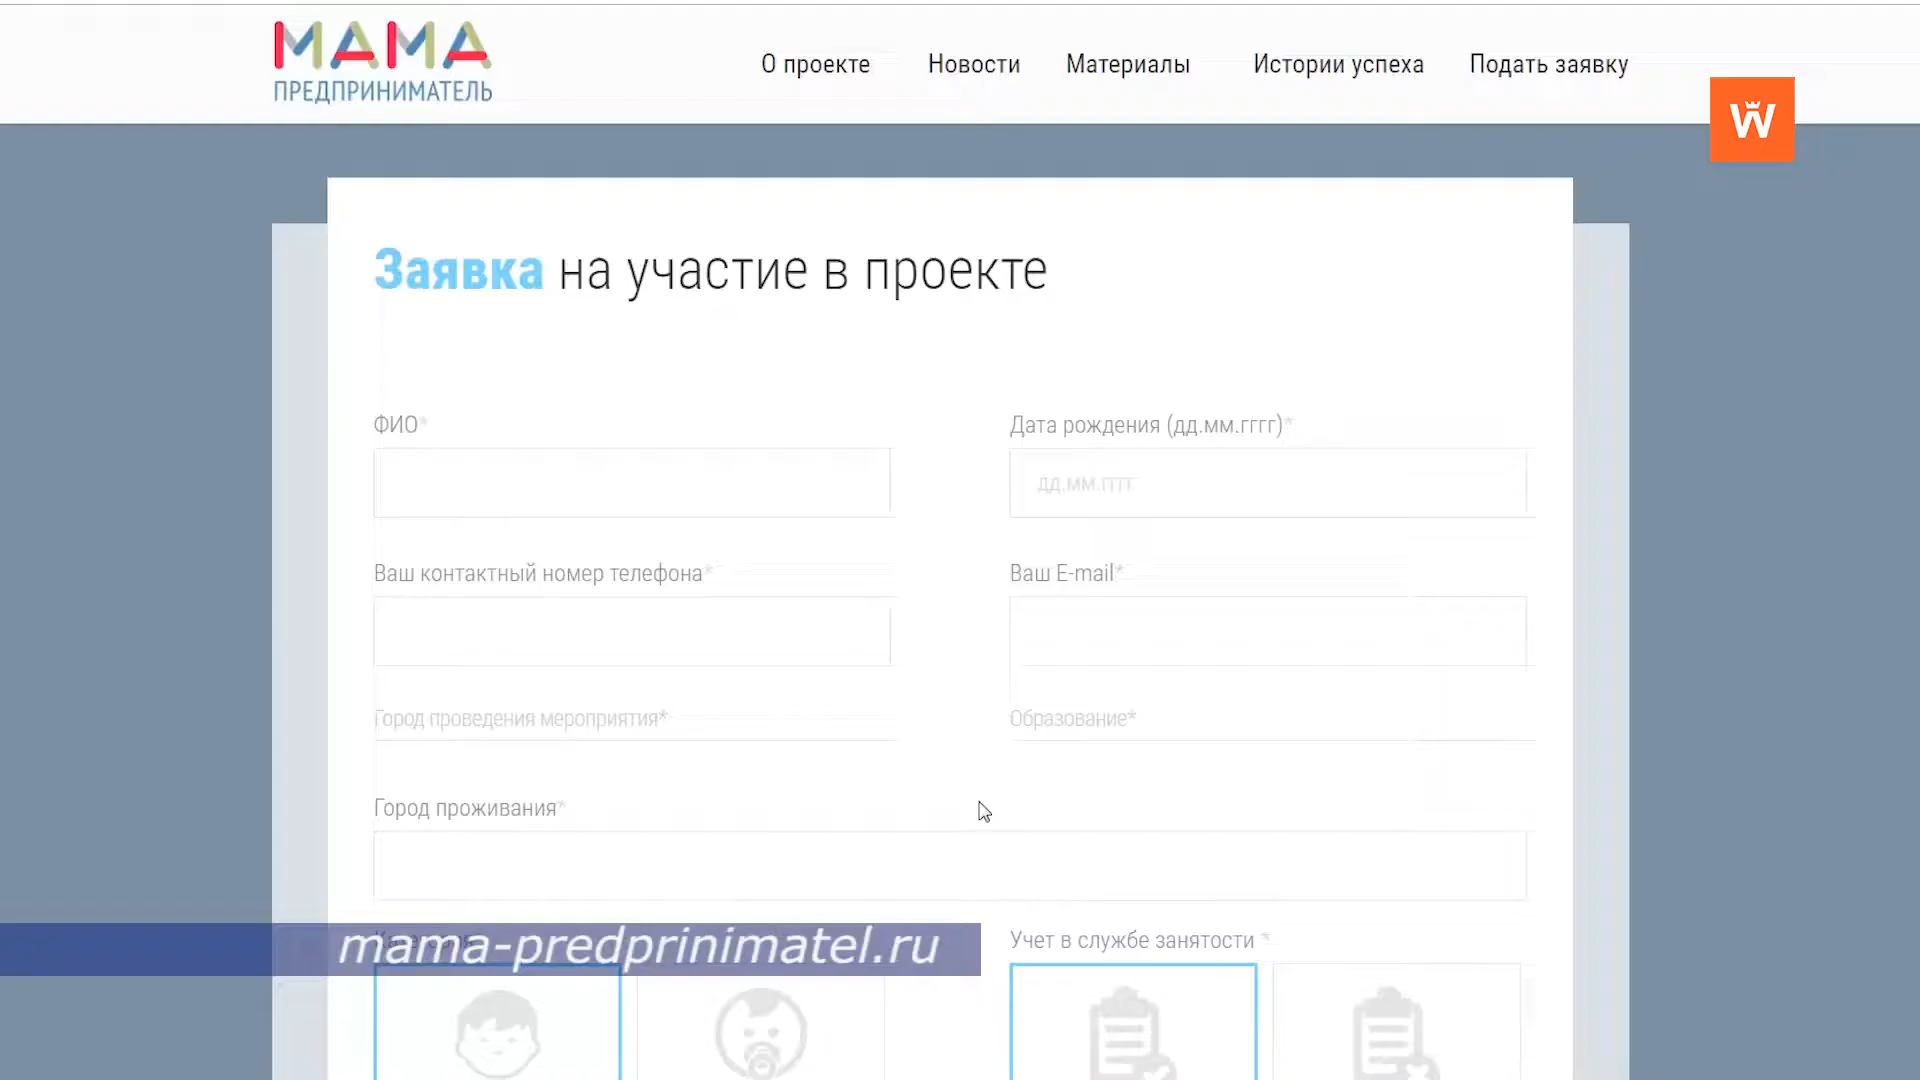 МАМА
ПРЕДПРИНИМАТЕЛЬ
О проекте
Новости
Материалы
Истории успеха
Подать заявку
W
Заявка на участие в проекте
ФИО*
Дата рождения (дд.мм.гггг)*
дд.мм.гггг
Ваш контактный номер телефона*
Ваш E-mail*
Город проведения мероприятия*
Образование*
Город проживания*
mama-predprinimatel.ru
Учет в службе занятости *